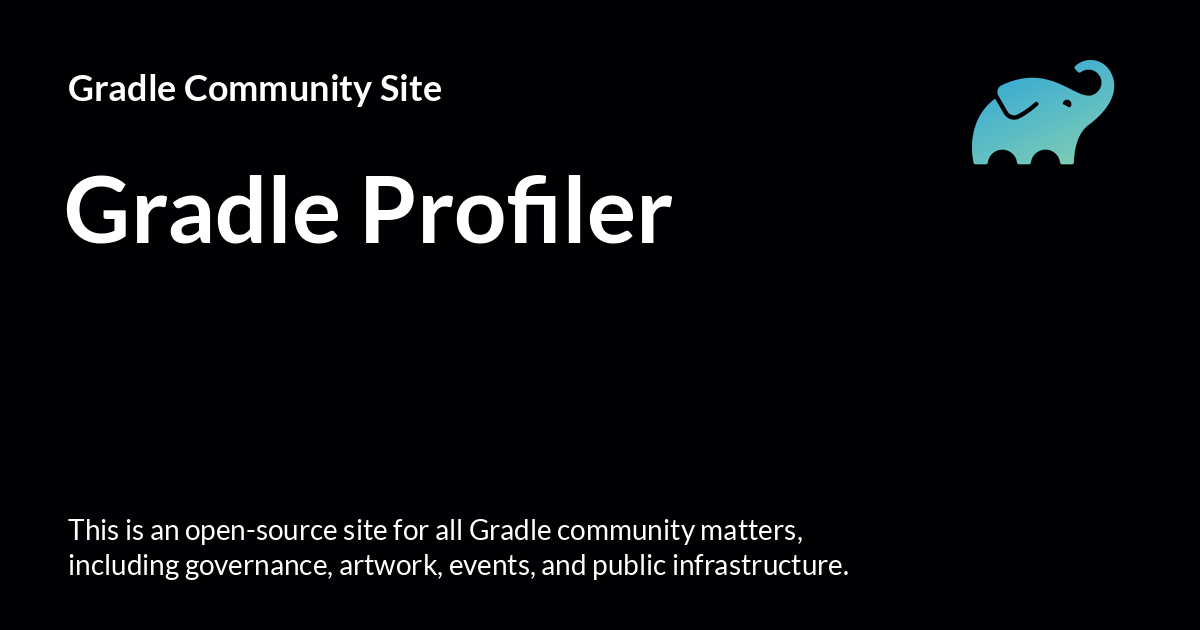 Gradle Community Site
Gradle Profiler
This is an open-source site for all Gradle community matters,
including governance, artwork, events, and public infrastructure.